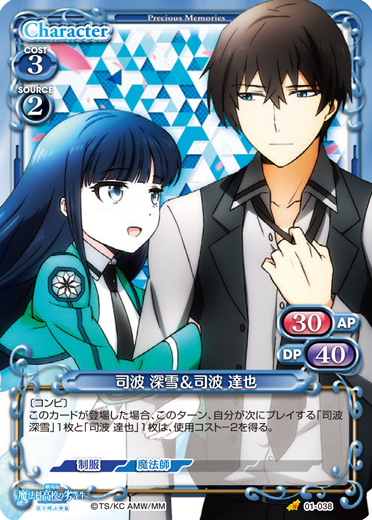 Precious Memories
Character
COST
3
SOURCE
2
30 AP
DP 40
司波 深雪&司波 達也
[コンビ]
このカードが登場した場合、このターン、自分が次にプレイする「司波
深雪」1枚と「司波 達也」1枚は、使用コスト-2を得る。
制服
魔法師
劇場版
魔法科高校の劣等生
星を呼ぶ少女
©TS/KC AMW/MM
01-038